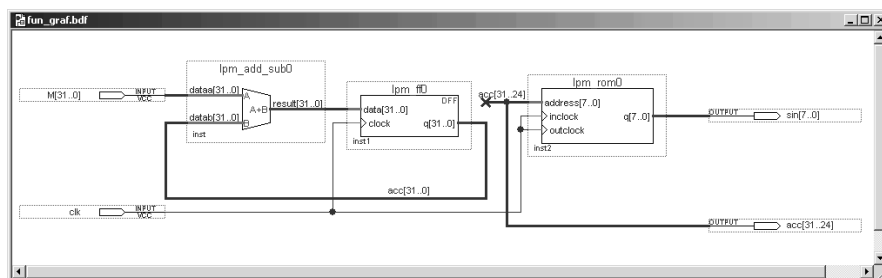 fun_graf.bdf
lpm_add_sub0
M[31..0]
INPUT
VCC
dataa[31..0]
A
A+B
result[31..0]
datab[31..0]
B
inst
lpm_ff0
DFF
data[31..0]
clock
q[31..0]
inst1
acc[31..24]
lpm_rom0
address[7..0]
inclock
q[7..0]
outclock
inst2
OUTPUT
sin[7..0]
acc[31..0]
clk
INPUT
VCC
OUTPUT
acc[31..24]